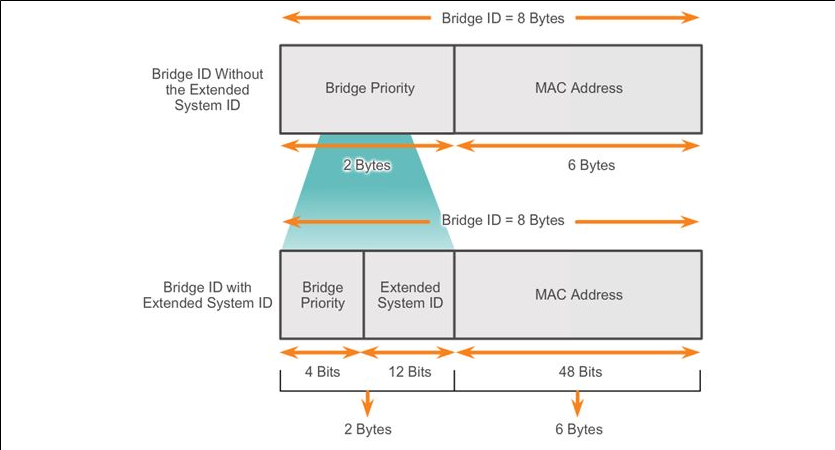 Bridge ID = 8 Bytes
Bridge ID Without
the Extended
System ID
Bridge Priority
MAC Address
2 Bytes
6 Bytes
Bridge ID = 8 Bytes
Bridge ID with
Extended System ID
Bridge
Priority
Extended
System ID
MAC Address
4 Bits
12 Bits
48 Bits
2 Bytes
6 Bytes